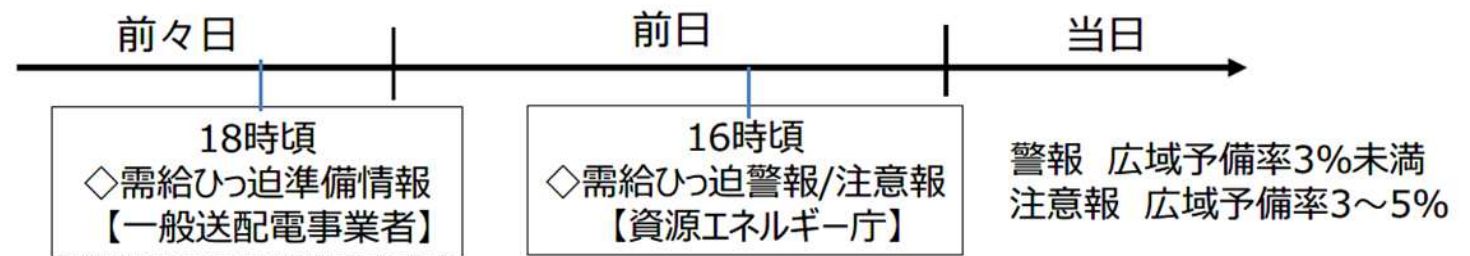 前々日
前日
当日
18時頃
◇需給ひっ迫準備情報
【一般送配電事業者】
16時頃
◇需給ひっ迫警報/注意報
【資源エネルギー庁】
警報 広域予備率3%未満
注意報 広域予備率3～5%